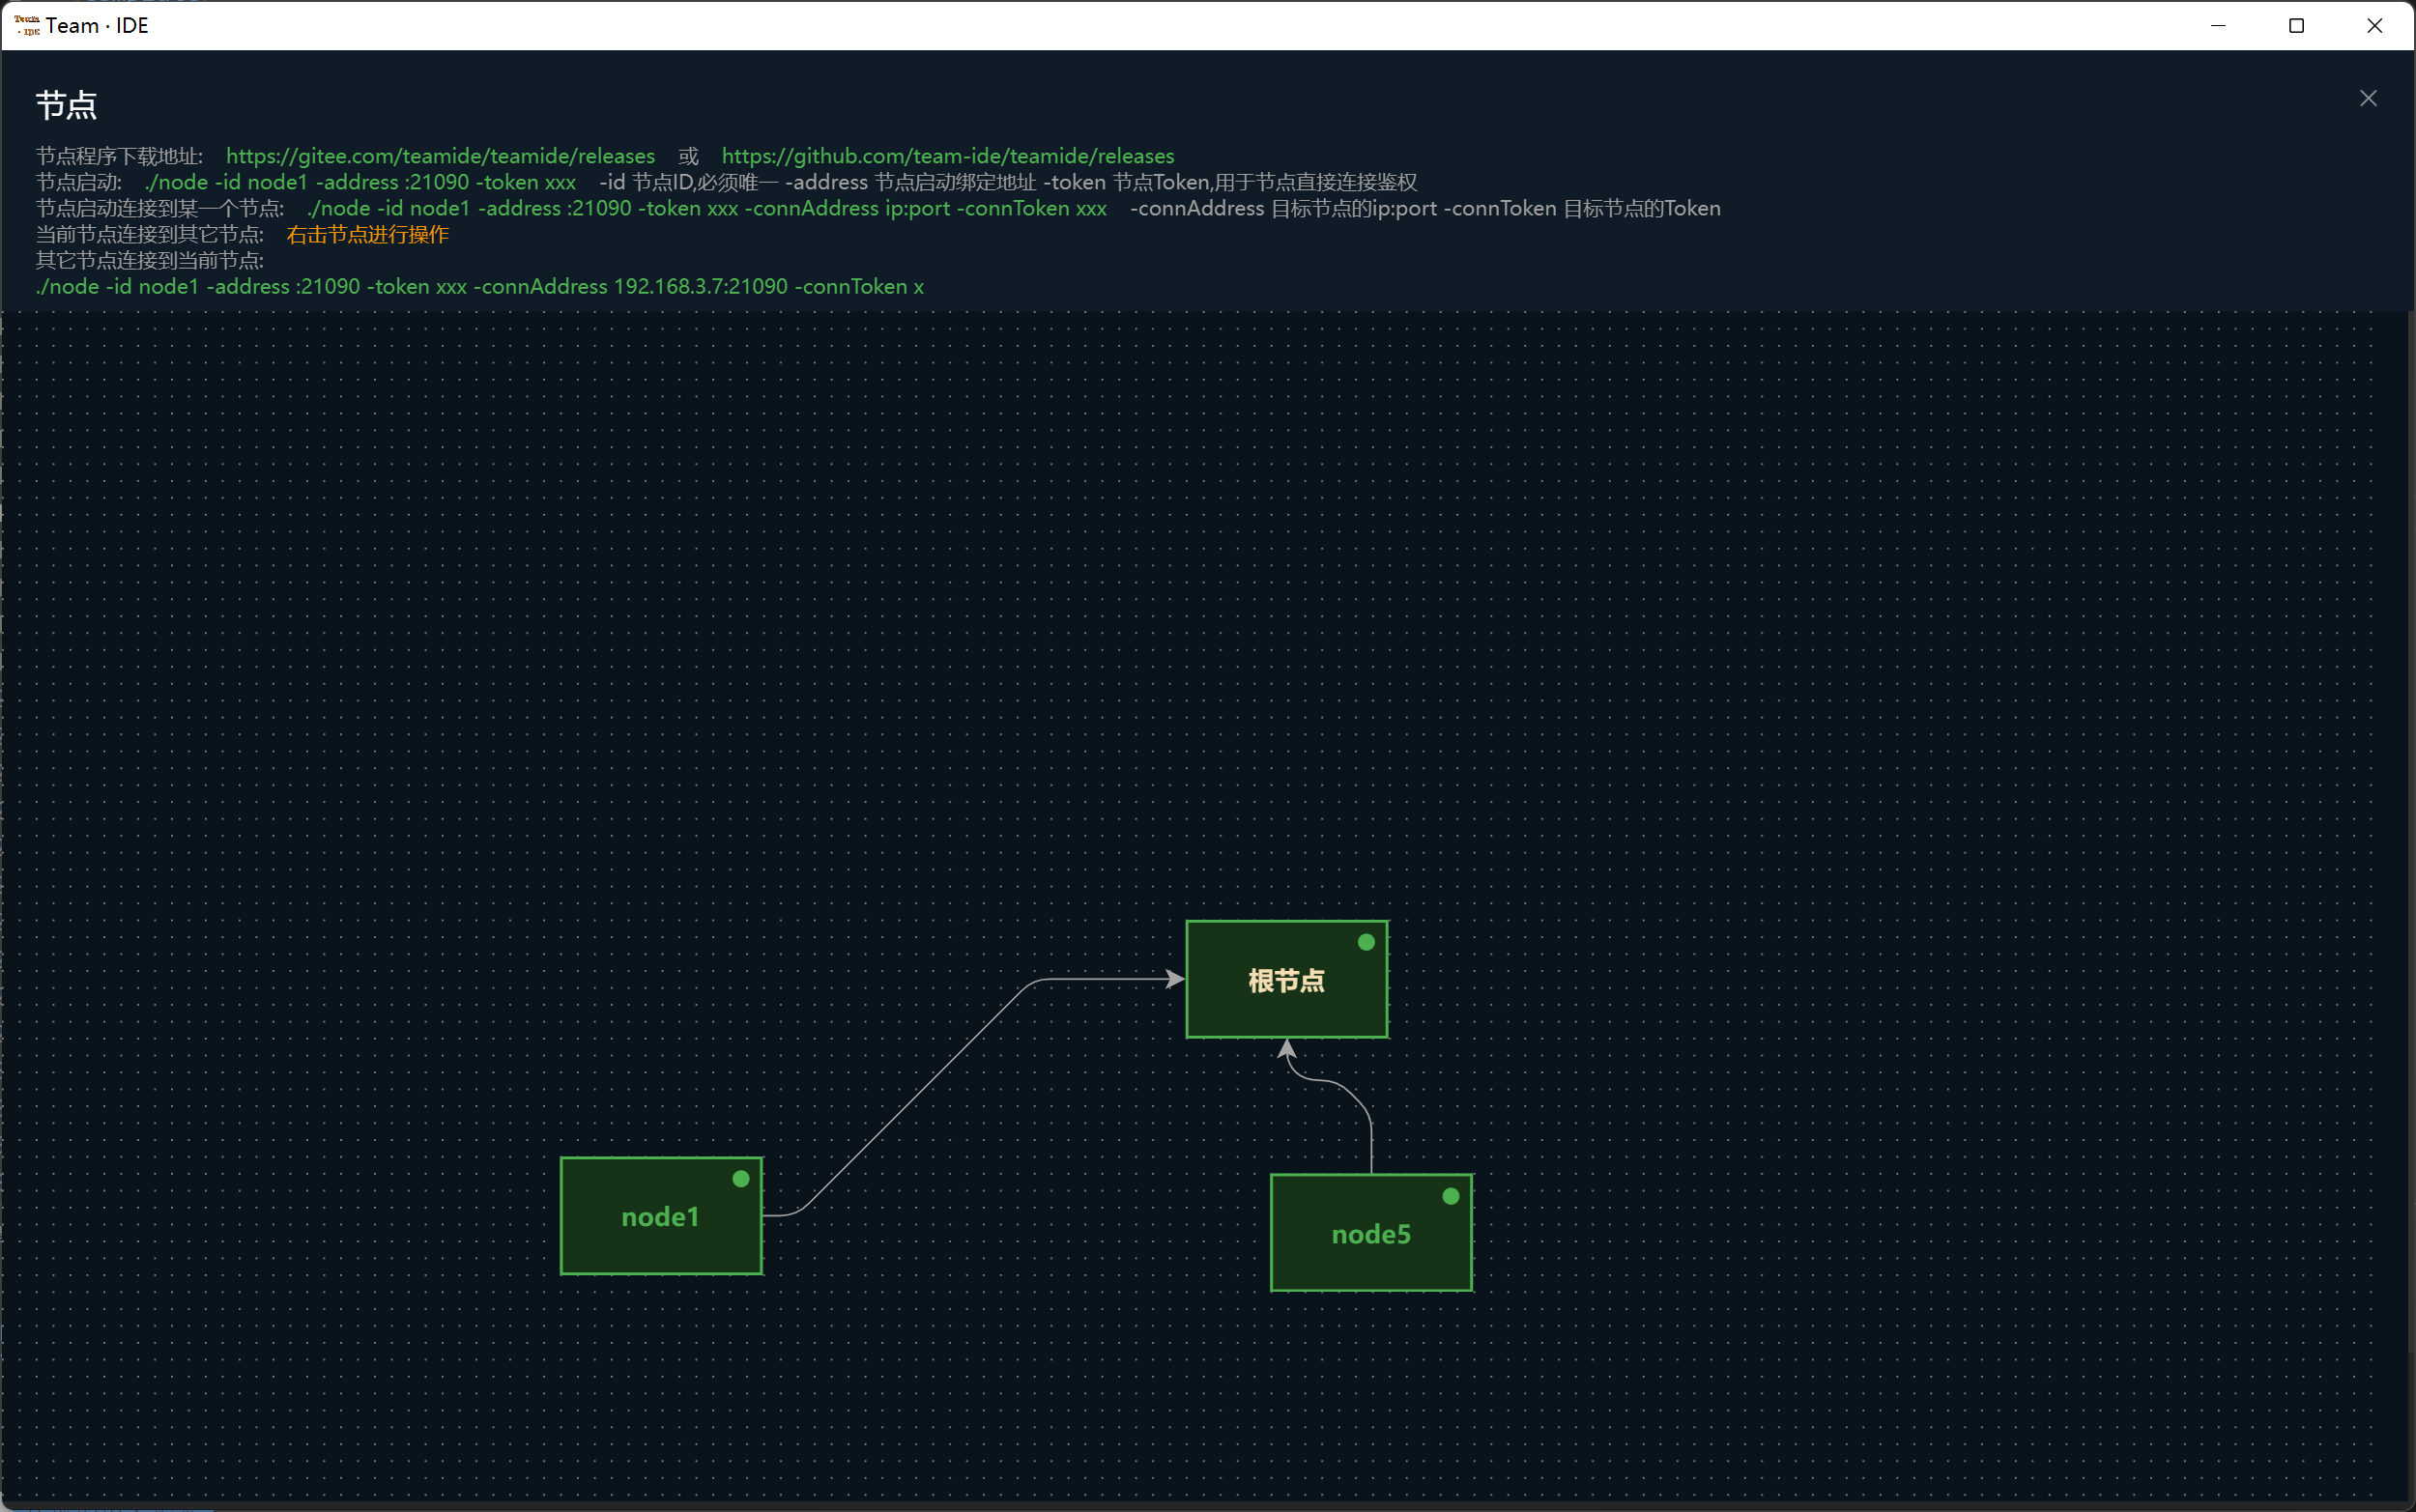 Team · IDE
节点
节点程序下载地址: https://gitee.com/teamide/teamide/releases 或 https://github.com/team-ide/teamide/releases
节点启动: ./node -id node1 -address :21090 -token xxx -id 节点ID,必须唯一 -address 节点启动绑定地址 -token 节点Token,用于节点直接连接鉴权
节点启动连接到某一个节点: ./node -id node1 -address :21090 -token xxx -connAddress ip:port -connToken xxx -connAddress 目标节点的ip:port -connToken 目标节点的Token
当前节点连接到其它节点: 右击节点进行操作
其它节点连接到当前节点:
./node -id node1 -address :21090 -token xxx -connAddress 192.168.3.7:21090 -connToken x
根节点
node1
node5